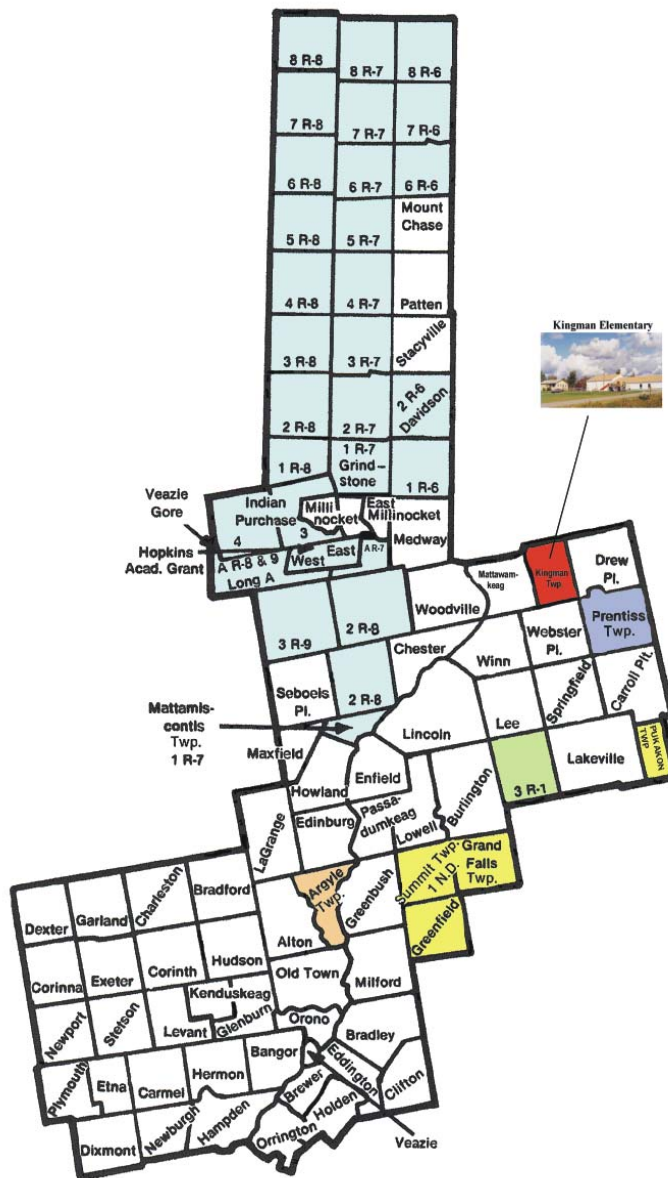 8 R-8
8 R-7
8 R-6
7 R-8
7 R-7
7 R-6
6 R-8
6 R-7
6 R-6
Mount
Chase
5 R-8
5 R-7
4 R-8
4 R-7
Patten
Kingman Elementary
3 R-8
3 R-7
Stacyville
2 R-6
Davidson
2 R-8
2 R-7
1 R-8
1 R-7
Grind-
stone
1 R-6
Veazie
Gore
Indian
Purchase
4
3
Milli
nocket
East
Millinocket
Hopkins
Acad. Grant
A R-8 & 9
Long A
West
East
A R-7
Medway
Mattawam-
keag
Kingman
Twp.
Drew
Pl.
3 R-9
2 R-8
Woodville
Chester
Winn
Webster
Pl.
Prentiss
Twp.
Seboeis
Pl.
2 R-8
Springfield
Carroll Plt.
Mattamis-
contis
Twp.
1 R-7
Maxfield
Lincoln
Lee
Lakeville
PUKAKON
TWP
3 R-1
Howland
Enfield
Burlington
LaGrange
Edinburg
Passa
dumkeag
Lowell
Summit Twp.
1 N.D.
Grand
Falls
Twp.
Dexter
Garland
Charleston
Bradford
Argyle
Twp.
Greenbush
Alton
Greenfield
Corinna
Exeter
Corinth
Hudson
Old Town
Milford
Kenduskeag
Newport
Stetson
Levant
Glenburn
Orono
Bradley
Plymouth
Etna
Carmel
Hermon
Bangor
Eddington
Clifton
Brewer
Holden
Dixmont
Newburgh
Hampden
Orrington
Veazie